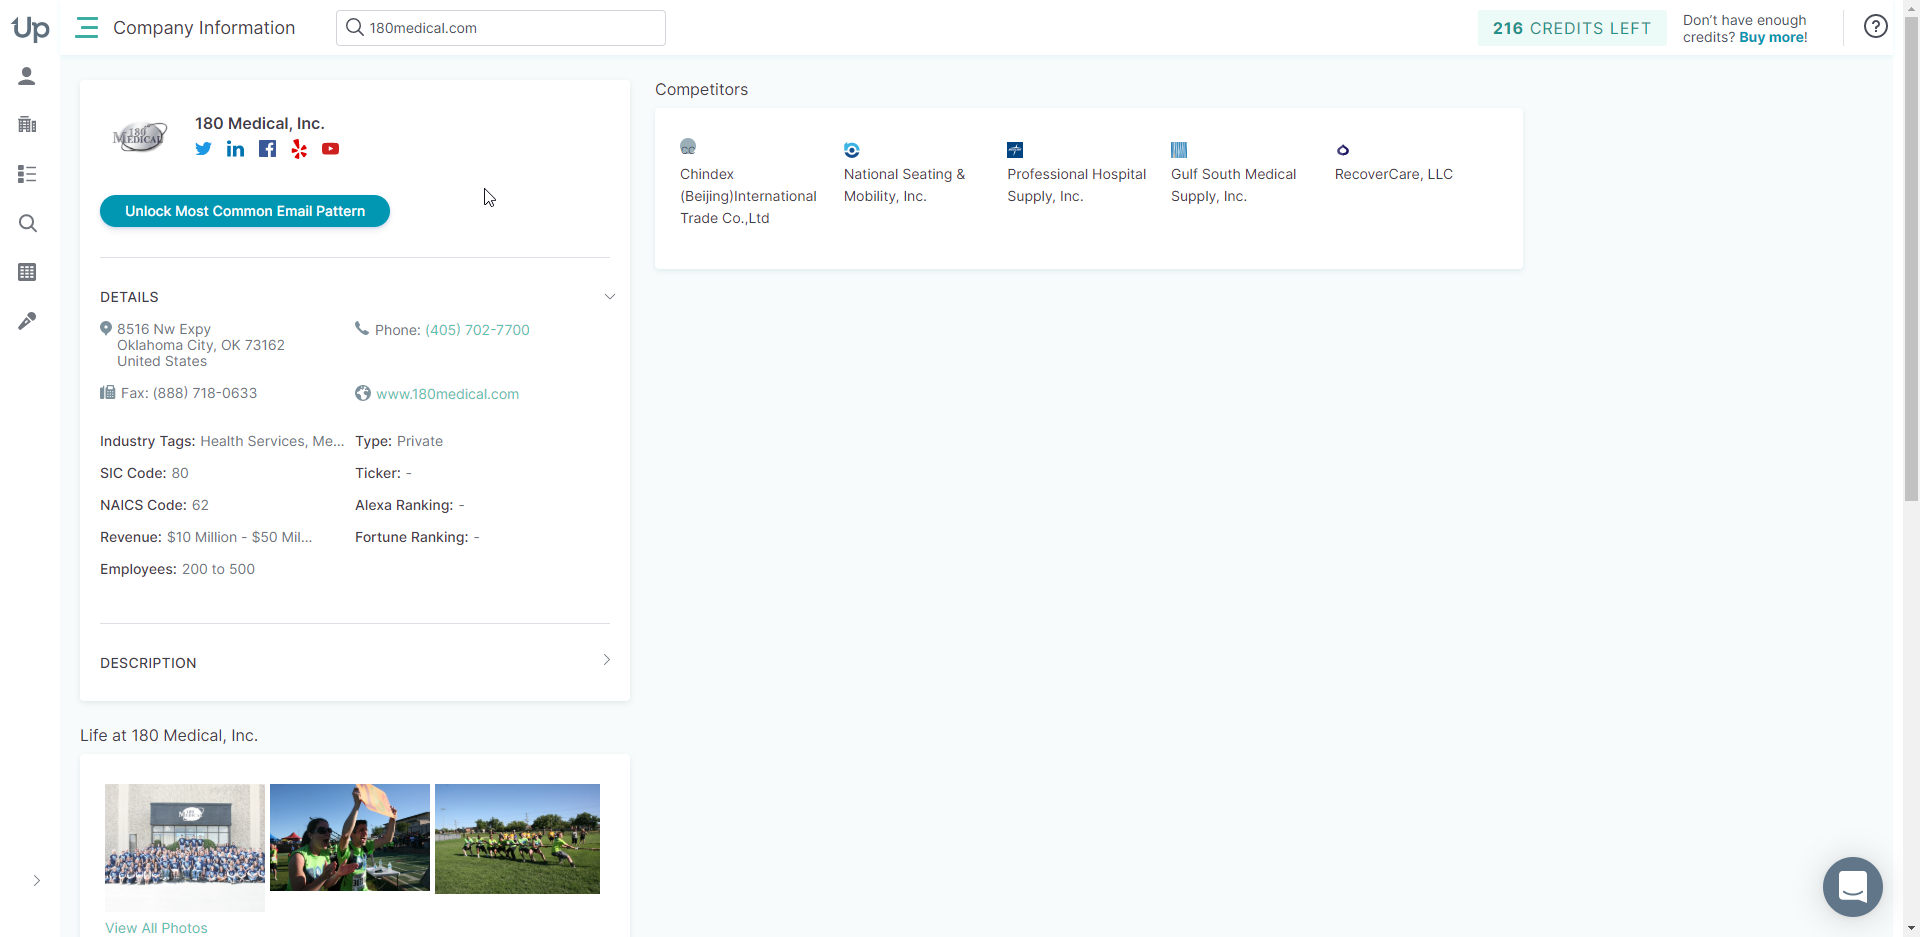 Up
Company Information
180medical.com
216 CREDITS LEFT
Don't have enough
credits? Buy more!
180
MEDICAL
180 Medical, Inc.
Unlock Most Common Email Pattern
DETAILS
8516 Nw Expy
Oklahoma City, OK 73162
United States
Phone: (405) 702-7700
Fax: (888) 718-0633
www.180medical.com
Industry Tags: Health Services, Me...
Type: Private
SIC Code: 80
Ticker: -
NAICS Code: 62
Alexa Ranking: -
Revenue: $10 Million - $50 Mil...
Fortune Ranking: -
Employees: 200 to 500
DESCRIPTION
Life at 180 Medical, Inc.
View All Photos
Competitors
CC
Chindex
(Beijing)International
Trade Co.,Ltd
National Seating &
Mobility, Inc.
Professional Hospital
Supply, Inc.
Gulf South Medical
Supply, Inc.
RecoverCare, LLC